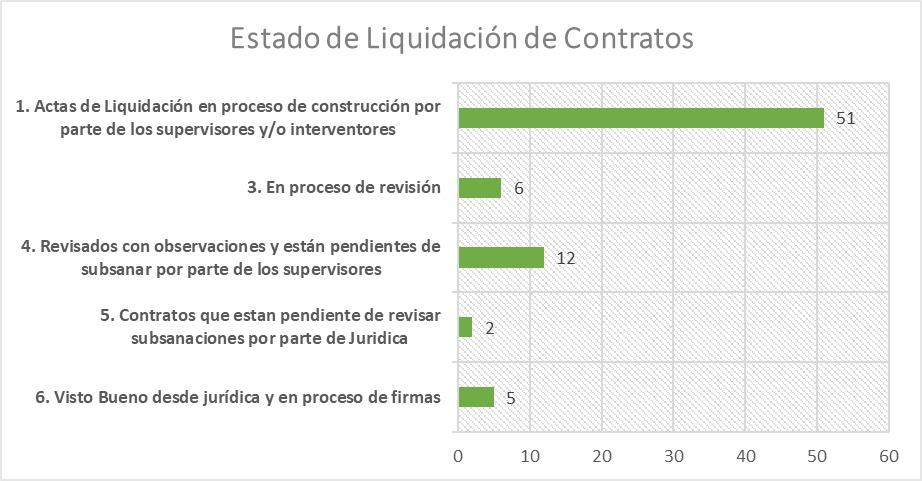 Estado de Liquidación de Contratos
1. Actas de Liquidación en proceso de construcción por
parte de los supervisores y/o interventores
51
3. En proceso de revisión
6
4. Revisados con observaciones y están pendientes de
subsanar por parte de los supervisores
12
5. Contratos que estan pendiente de revisar
subsanaciones por parte de Juridica
2
6. Visto Bueno desde jurídica y en proceso de firmas
5
0 10 20 30 40 50 60